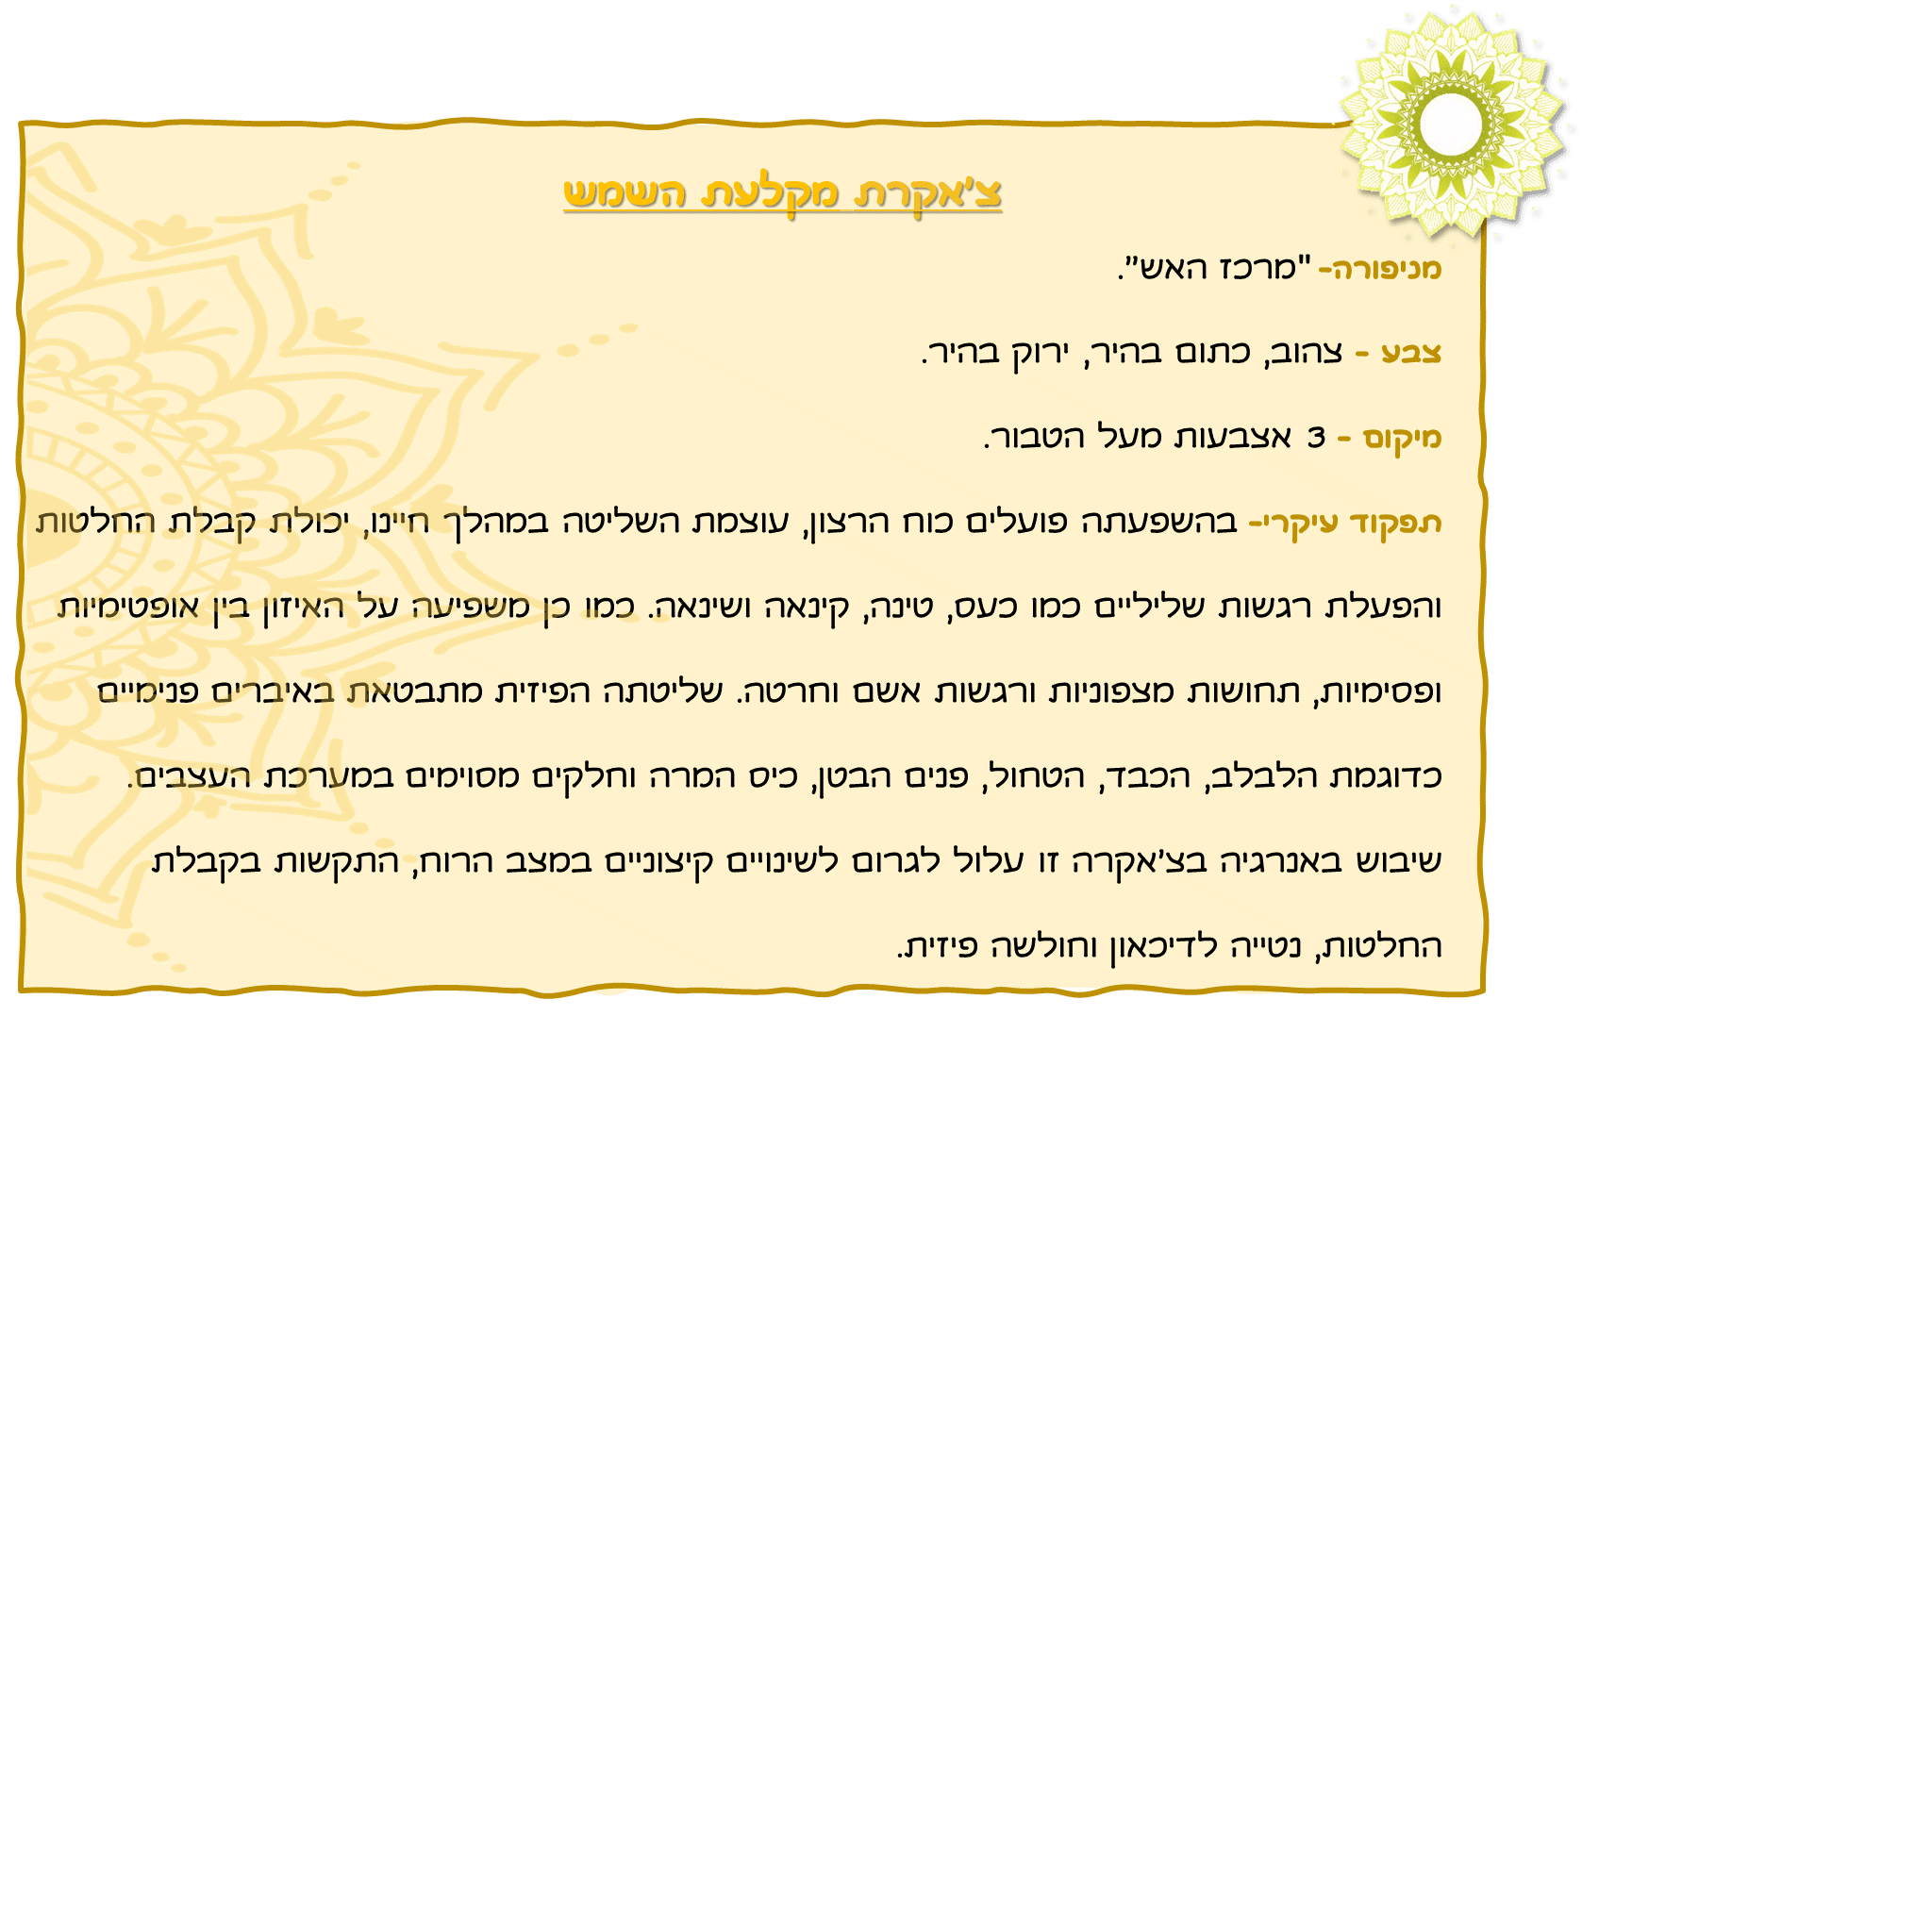 צ'אקרת מקלעת השמש
מניפורה- "מרכז האש".
צבע - צהוב, כתום בהיר, ירוק בהיר.
מיקום - 3 אצבעות מעל הטבור.
תפקוד עיקרי- בהשפעתה פועלים כוח הרצון, עוצמת השליטה במהלך חיינו, יכולת קבלת החלטות
והפעלת רגשות שליליים כמו כעס, טינה, קינאה ושינאה. כמו כן משפיעה על האיזון בין אופטימיות
ופסימיות, תחושות מצפוניות ורגשות אשם וחרטה. שליטתה הפיזית מתבטאת באיברים פנימיים
כדוגמת הלבלב, הכבד, הטחול, פנים הבטן, כיס המרה וחלקים מסוימים במערכת העצבים.
שיבוש באנרגיה בצ'אקרה זו עלול לגרום לשינויים קיצוניים במצב הרוח, התקשות בקבלת
החלטות, נטייה לדיכאון וחולשה פיזית.